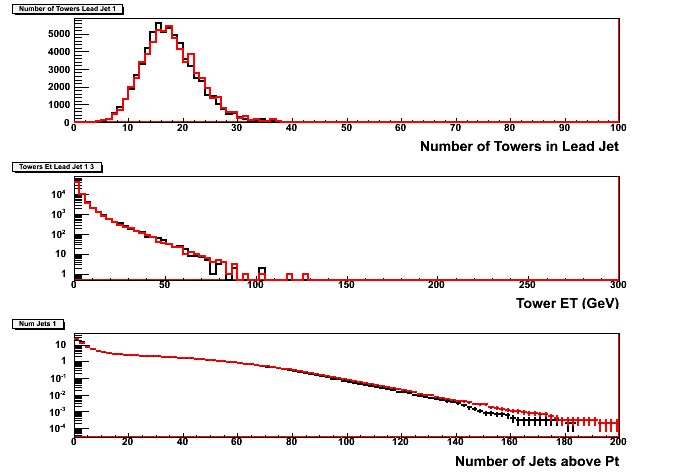 Number of Towers Lead Jet 1
5000
4000
3000
2000
1000
0
0 10 20 30 40 50 60 70 80 90 100
Number of Towers in Lead Jet
Towers Et Lead Jet 1 3
10⁴
10³
10²
10
1
0 50 100 150 200 250 300
Tower ET (GeV)
Num Jets 1
10
1
10⁻¹
10⁻²
10⁻³
10⁻⁴
0 20 40 60 80 100 120 140 160 180 200
Number of Jets above Pt